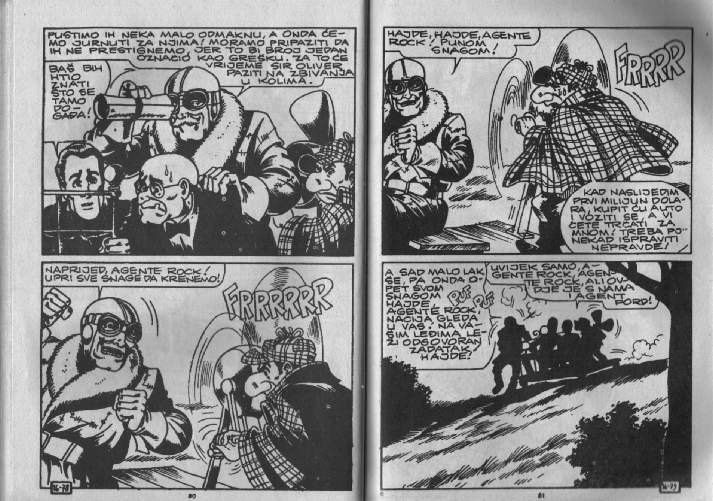 PUSTIMO IH NEKA MALO ODMAKNU, A ONDA ĆE-
MO JURNUTI ZA NJIMA! MORAMO PRIPAZITI DA
IH NE PRESTIGNEMO, JER TO BI BROJ JEDAN
OZNAČIO KAO GREŠKU. ZA TO ĆE
VRIJEME SIR OLIVER
PAZITI NA ZBIVANJA
U KOLIMA.
BAŠ BIH
HTIO
ZNATI
ŠTO SE
TAMO
DO-
GAĐA!
NAPRIJED, AGENTE ROCK!
UPRI SVE SNAGE DA KRENEMO!
FRRRRRR
80
HAJDE, HAJDE, AGENTE
ROCK! PUNOM
SNAGOM!
FRRRR
KAD NASLIJEDIM
PRVI MILIJUN DOLA-
RA, KUPIT ĆU AUTO
I VOZITI SE, A VI
ĆETE TRČATI ZA
MNOM! TREBA PO-
NEKAD ISPRAVITI
NEPRAVDE!
A SAD MALO LAK-
ŠE, PA ONDA O-
PET SVOM
SNAGOM
HAJDE,
AGENTE ROCK,
NACIJA GLEDA
U VAS. NA VA-
ŠIM LEĐIMA LE-
ŽI ODGOVORAN
ZADATAK.
HAJDE!
PUF
PUF
UVIJEK SAMO, A-
GENTE ROCK, AGEN-
TE ROCK, ALI OV-
DJE JE S NAMA
I AGENT
FORD!
81